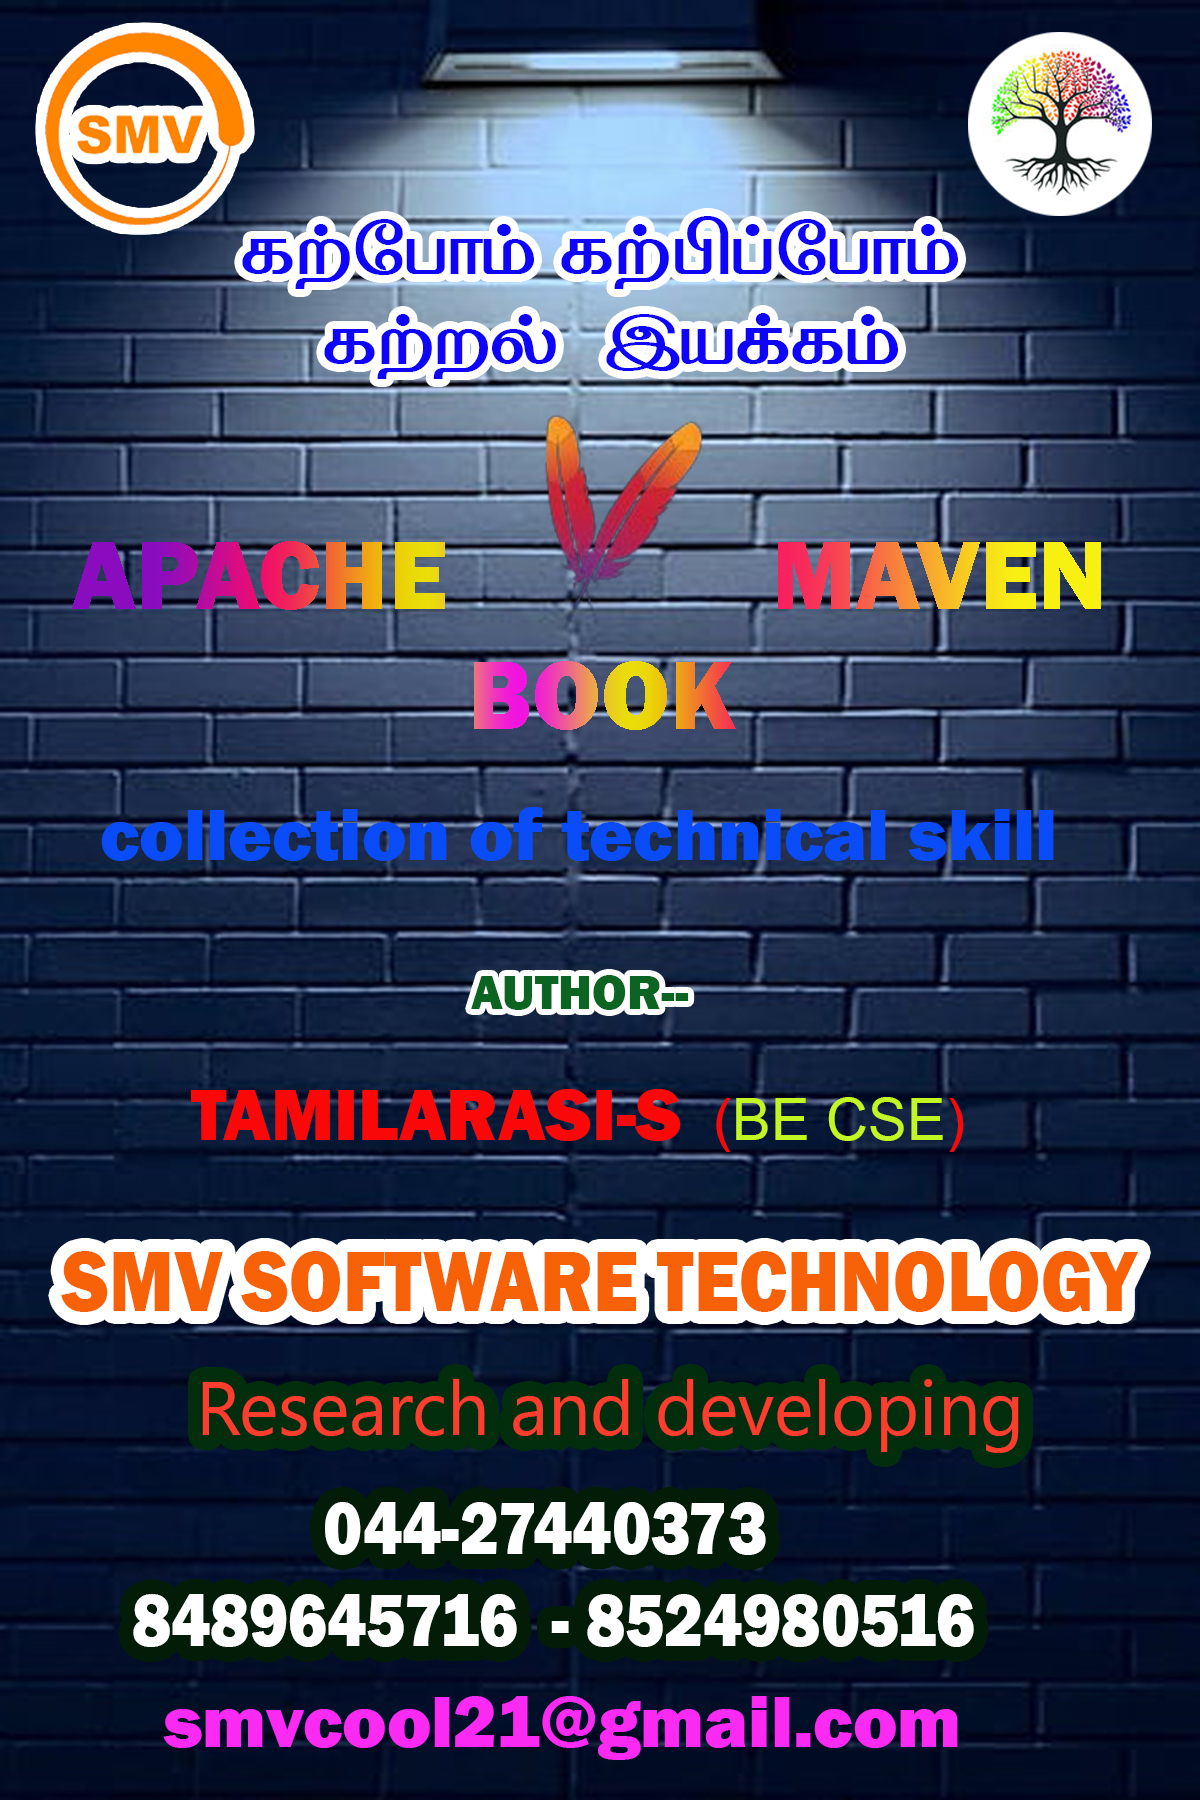 SMV
கற்போம் கற்பிப்போம்
கற்றல் இயக்கம்
APACHE MAVEN
BOOK
collection of technical skill
AUTHOR--
TAMILARASI-S (BE CSE)
SMV SOFTWARE TECHNOLOGY
Research and developing
044-27440373
8489645716 - 8524980516
smvcool21@gmail.com